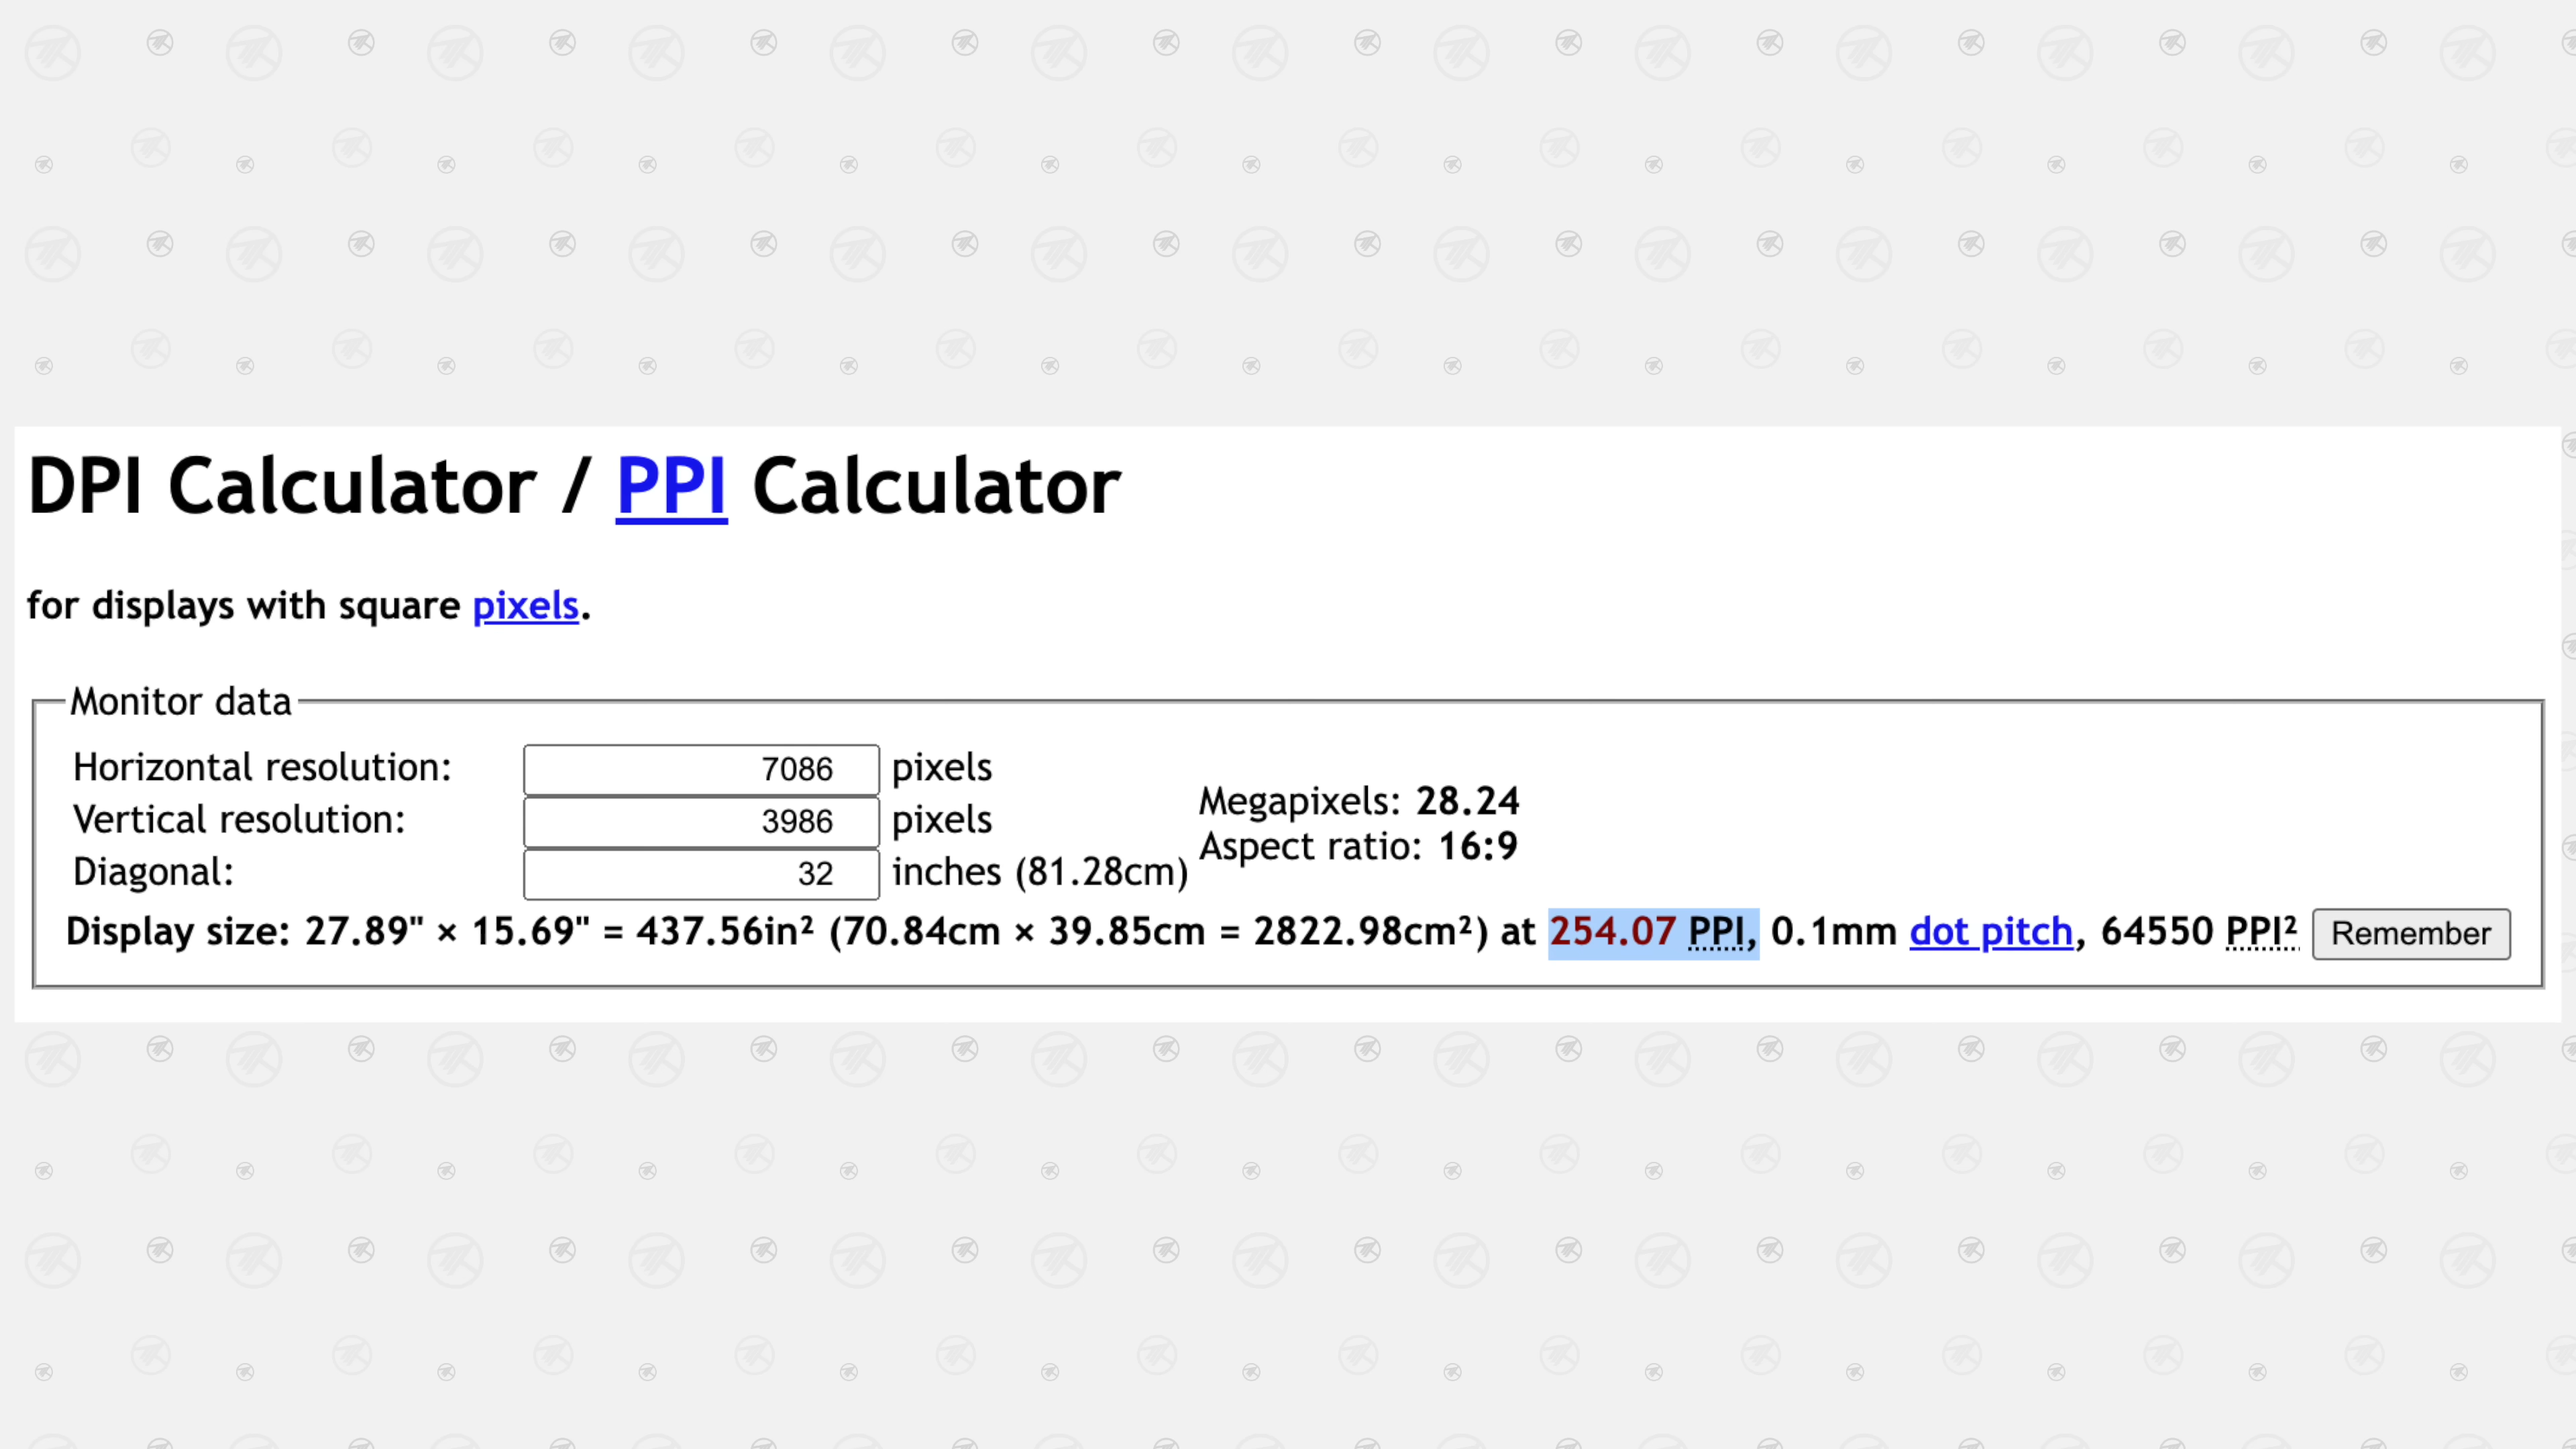 DPI Calculator / PPI Calculator
for displays with square pixels.
Monitor data
Horizontal resolution: 7086 pixels
Vertical resolution: 3986 pixels
Diagonal: 32 inches (81.28cm)
Megapixels: 28.24
Aspect ratio: 16:9
Display size: 27.89" × 15.69" = 437.56in² (70.84cm × 39.85cm = 2822.98cm²) at 254.07 PPI, 0.1mm dot pitch, 64550 PPI² Remember